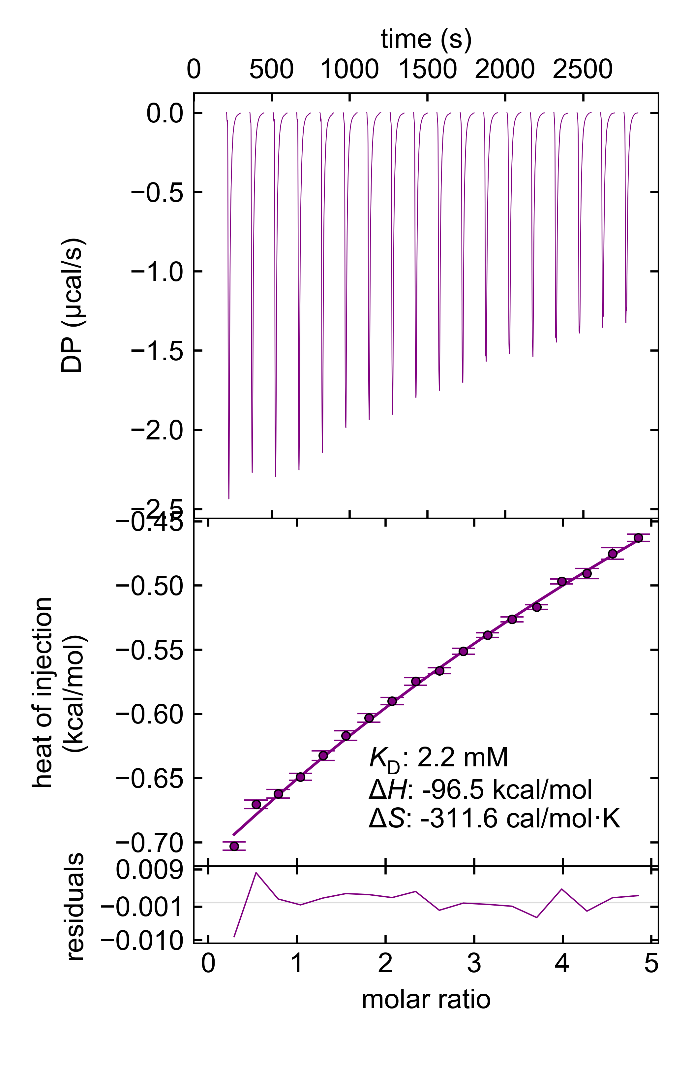 time (s)
0 500 1000 1500 2000 2500
0.0
−0.5
−1.0
−1.5
−2.0
−2.5
DP (μcal/s)
−0.45
−0.50
−0.55
−0.60
−0.65
−0.70
heat of injection
(kcal/mol)
K_D: 2.2 mM
ΔH: -96.5 kcal/mol
ΔS: -311.6 cal/mol·K
0.009
−0.001
−0.010
residuals
0 1 2 3 4 5
molar ratio